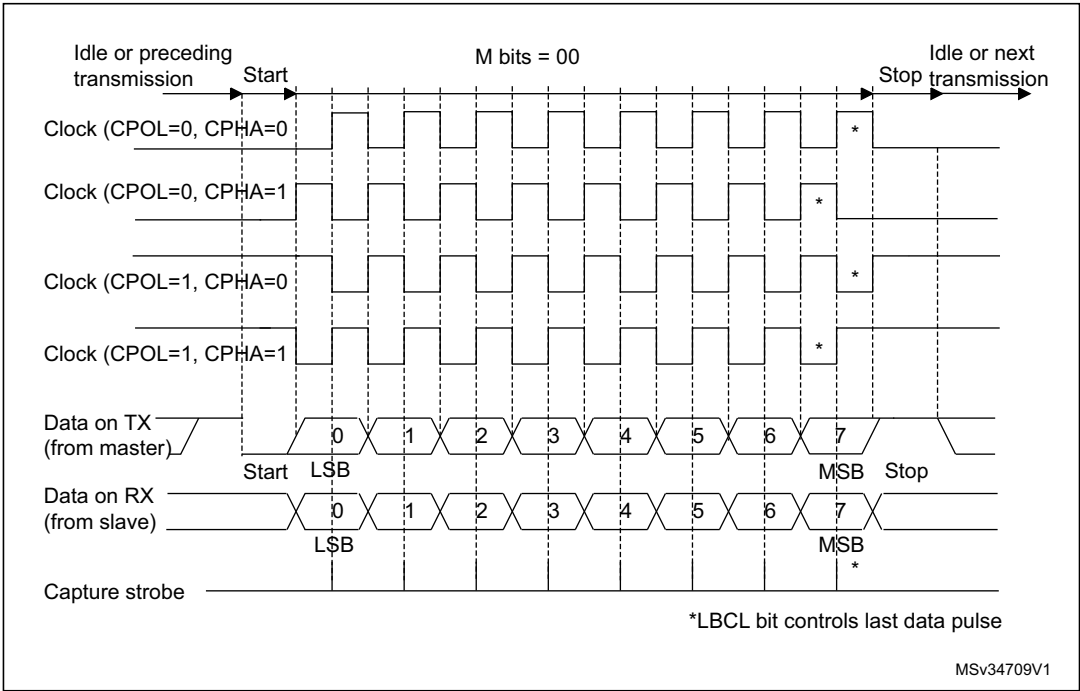 Idle or preceding
transmission
Start
M bits = 00
Stop
Idle or next
transmission
Clock (CPOL=0, CPHA=0
*
Clock (CPOL=0, CPHA=1
*
Clock (CPOL=1, CPHA=0
*
Clock (CPOL=1, CPHA=1
*
Data on TX
(from master)
0 1 2 3 4 5 6 7
Start LSB MSB Stop
Data on RX
(from slave)
0 1 2 3 4 5 6 7
LSB MSB
*
Capture strobe
*LBCL bit controls last data pulse
MSv34709V1